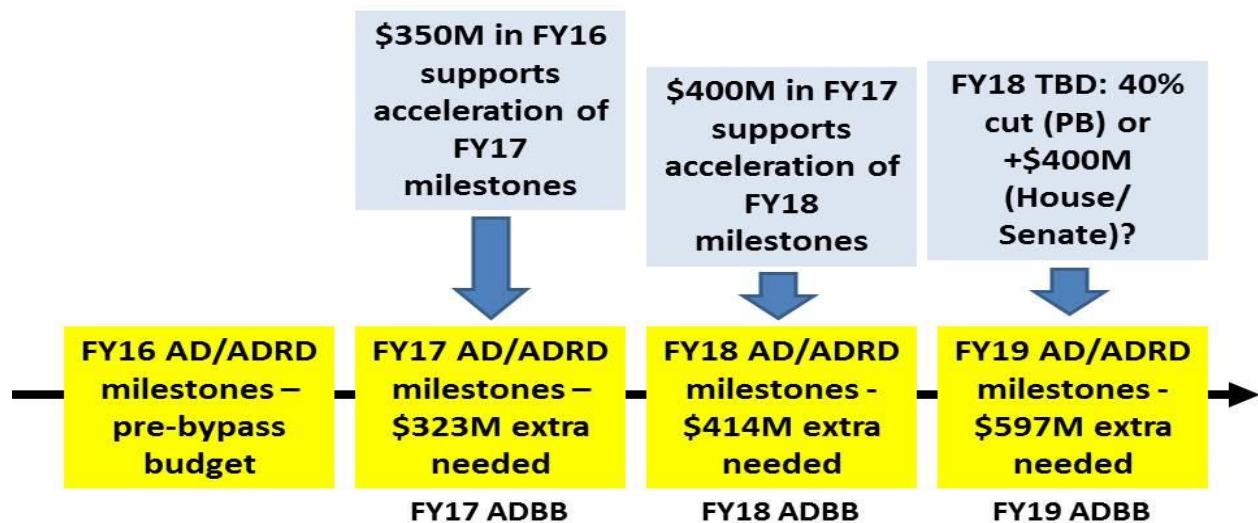 $350M in FY16
supports
acceleration of
FY17
milestones
$400M in FY17
supports
acceleration of
FY18
milestones
FY18 TBD: 40%
cut (PB) or
+$400M
(House/
Senate)?
FY16 AD/ADRD
milestones –
pre-bypass
budget
FY17 AD/ADRD
milestones –
$323M extra
needed
FY18 AD/ADRD
milestones -
$414M extra
needed
FY19 AD/ADRD
milestones -
$597M extra
needed
FY17 ADBB
FY18 ADBB
FY19 ADBB